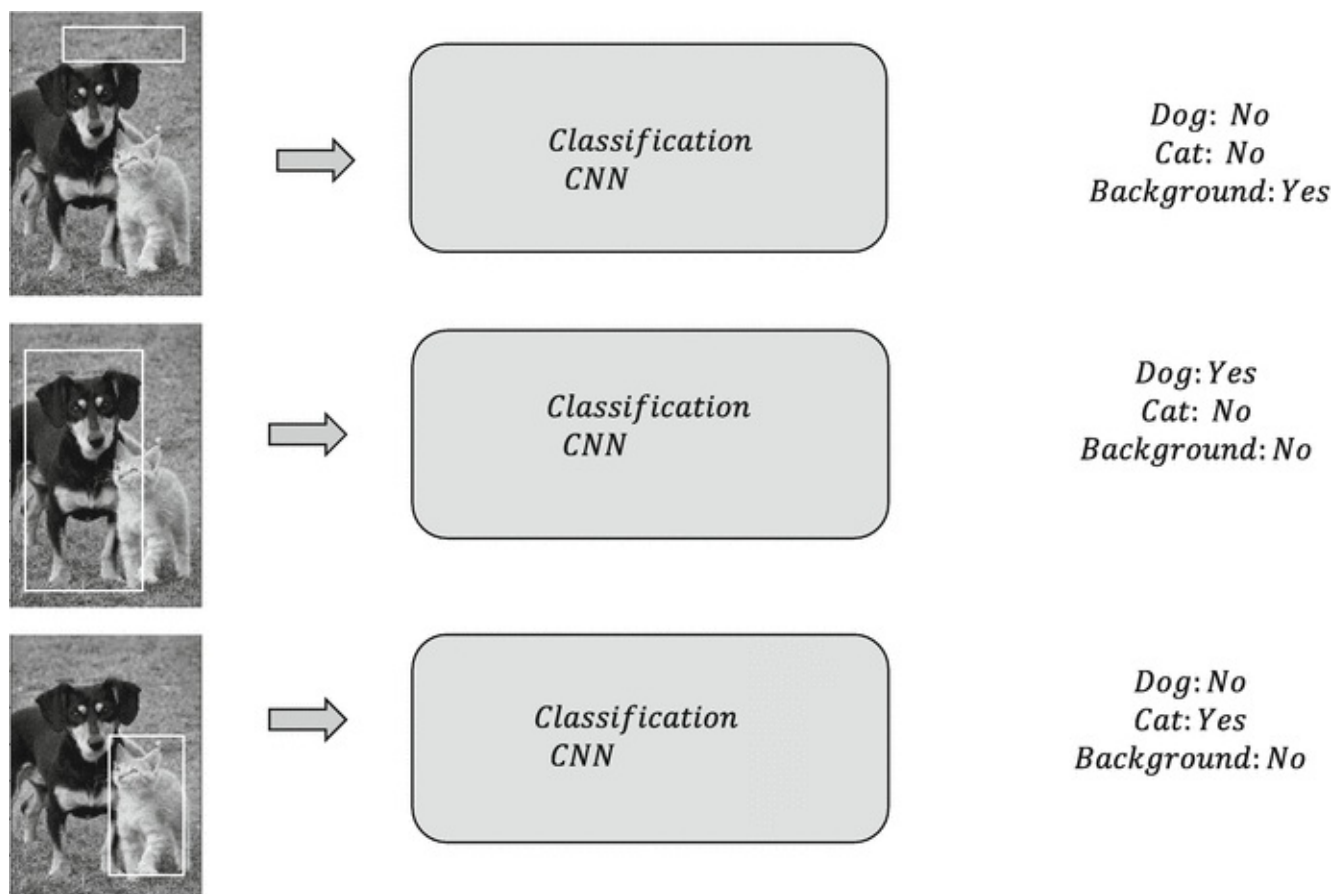 Classification
CNN
Dog: No
Cat: No
Background: Yes
Classification
CNN
Dog: Yes
Cat: No
Background: No
Classification
CNN
Dog: No
Cat: Yes
Background: No